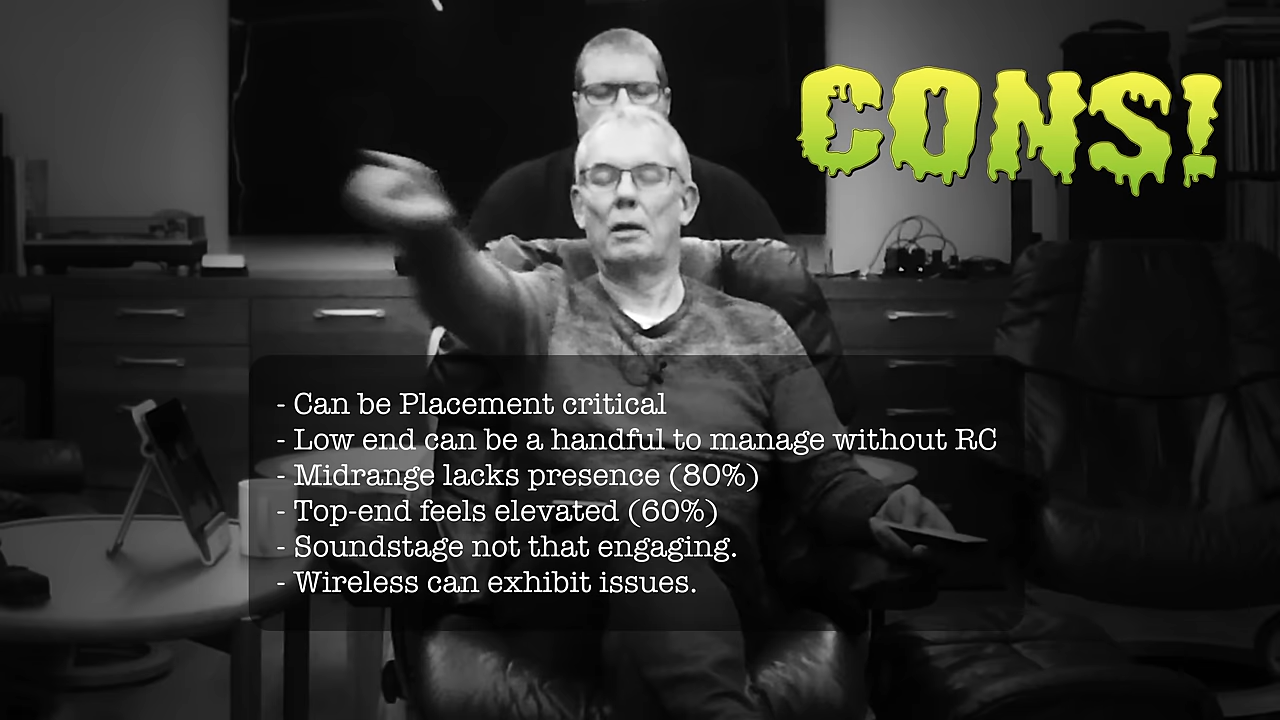 CONS!
- Can be Placement critical
- Low end can be a handful to manage without RC
- Midrange lacks presence (80%)
- Top-end feels elevated (60%)
- Soundstage not that engaging.
- Wireless can exhibit issues.